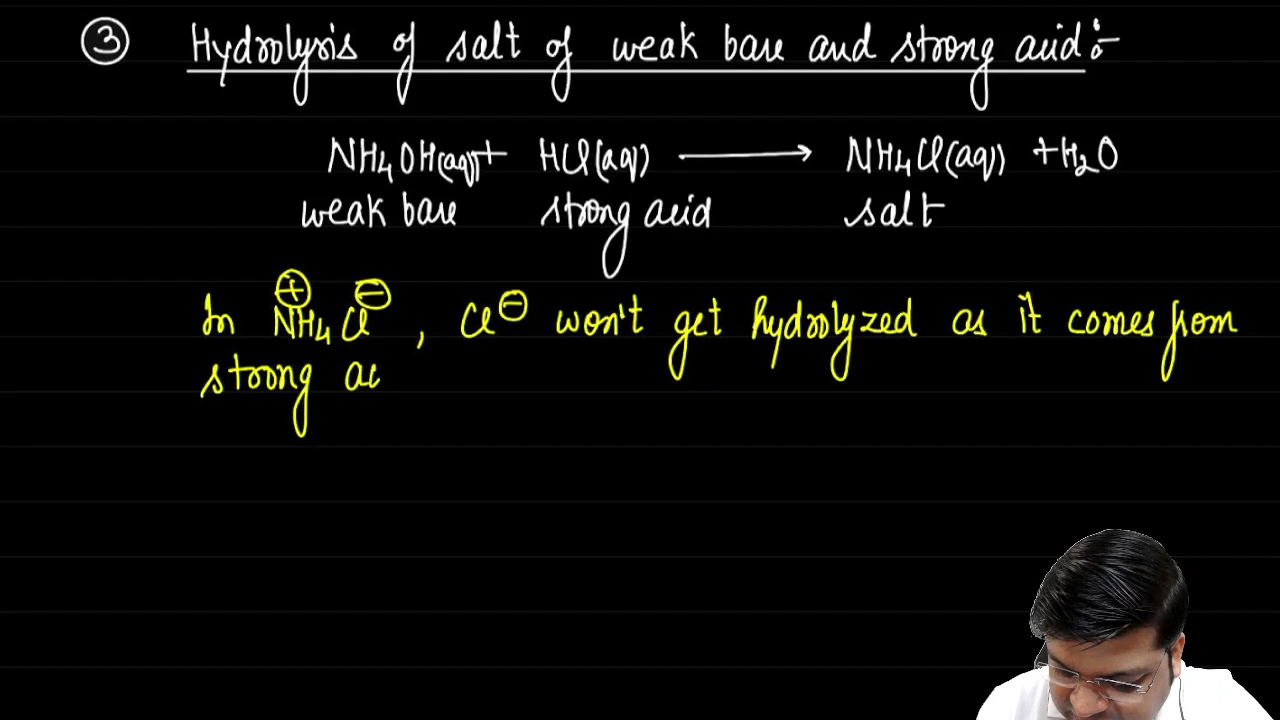 ③ Hydrolysis of salt of weak base and strong acid:-
NH4OH(aq) + HCl(aq) ⟶ NH4Cl(aq) + H2O
weak base strong acid salt
In NH4⊕Cl⊖, Cl⊖ won't get hydrolyzed as it comes from
strong ac